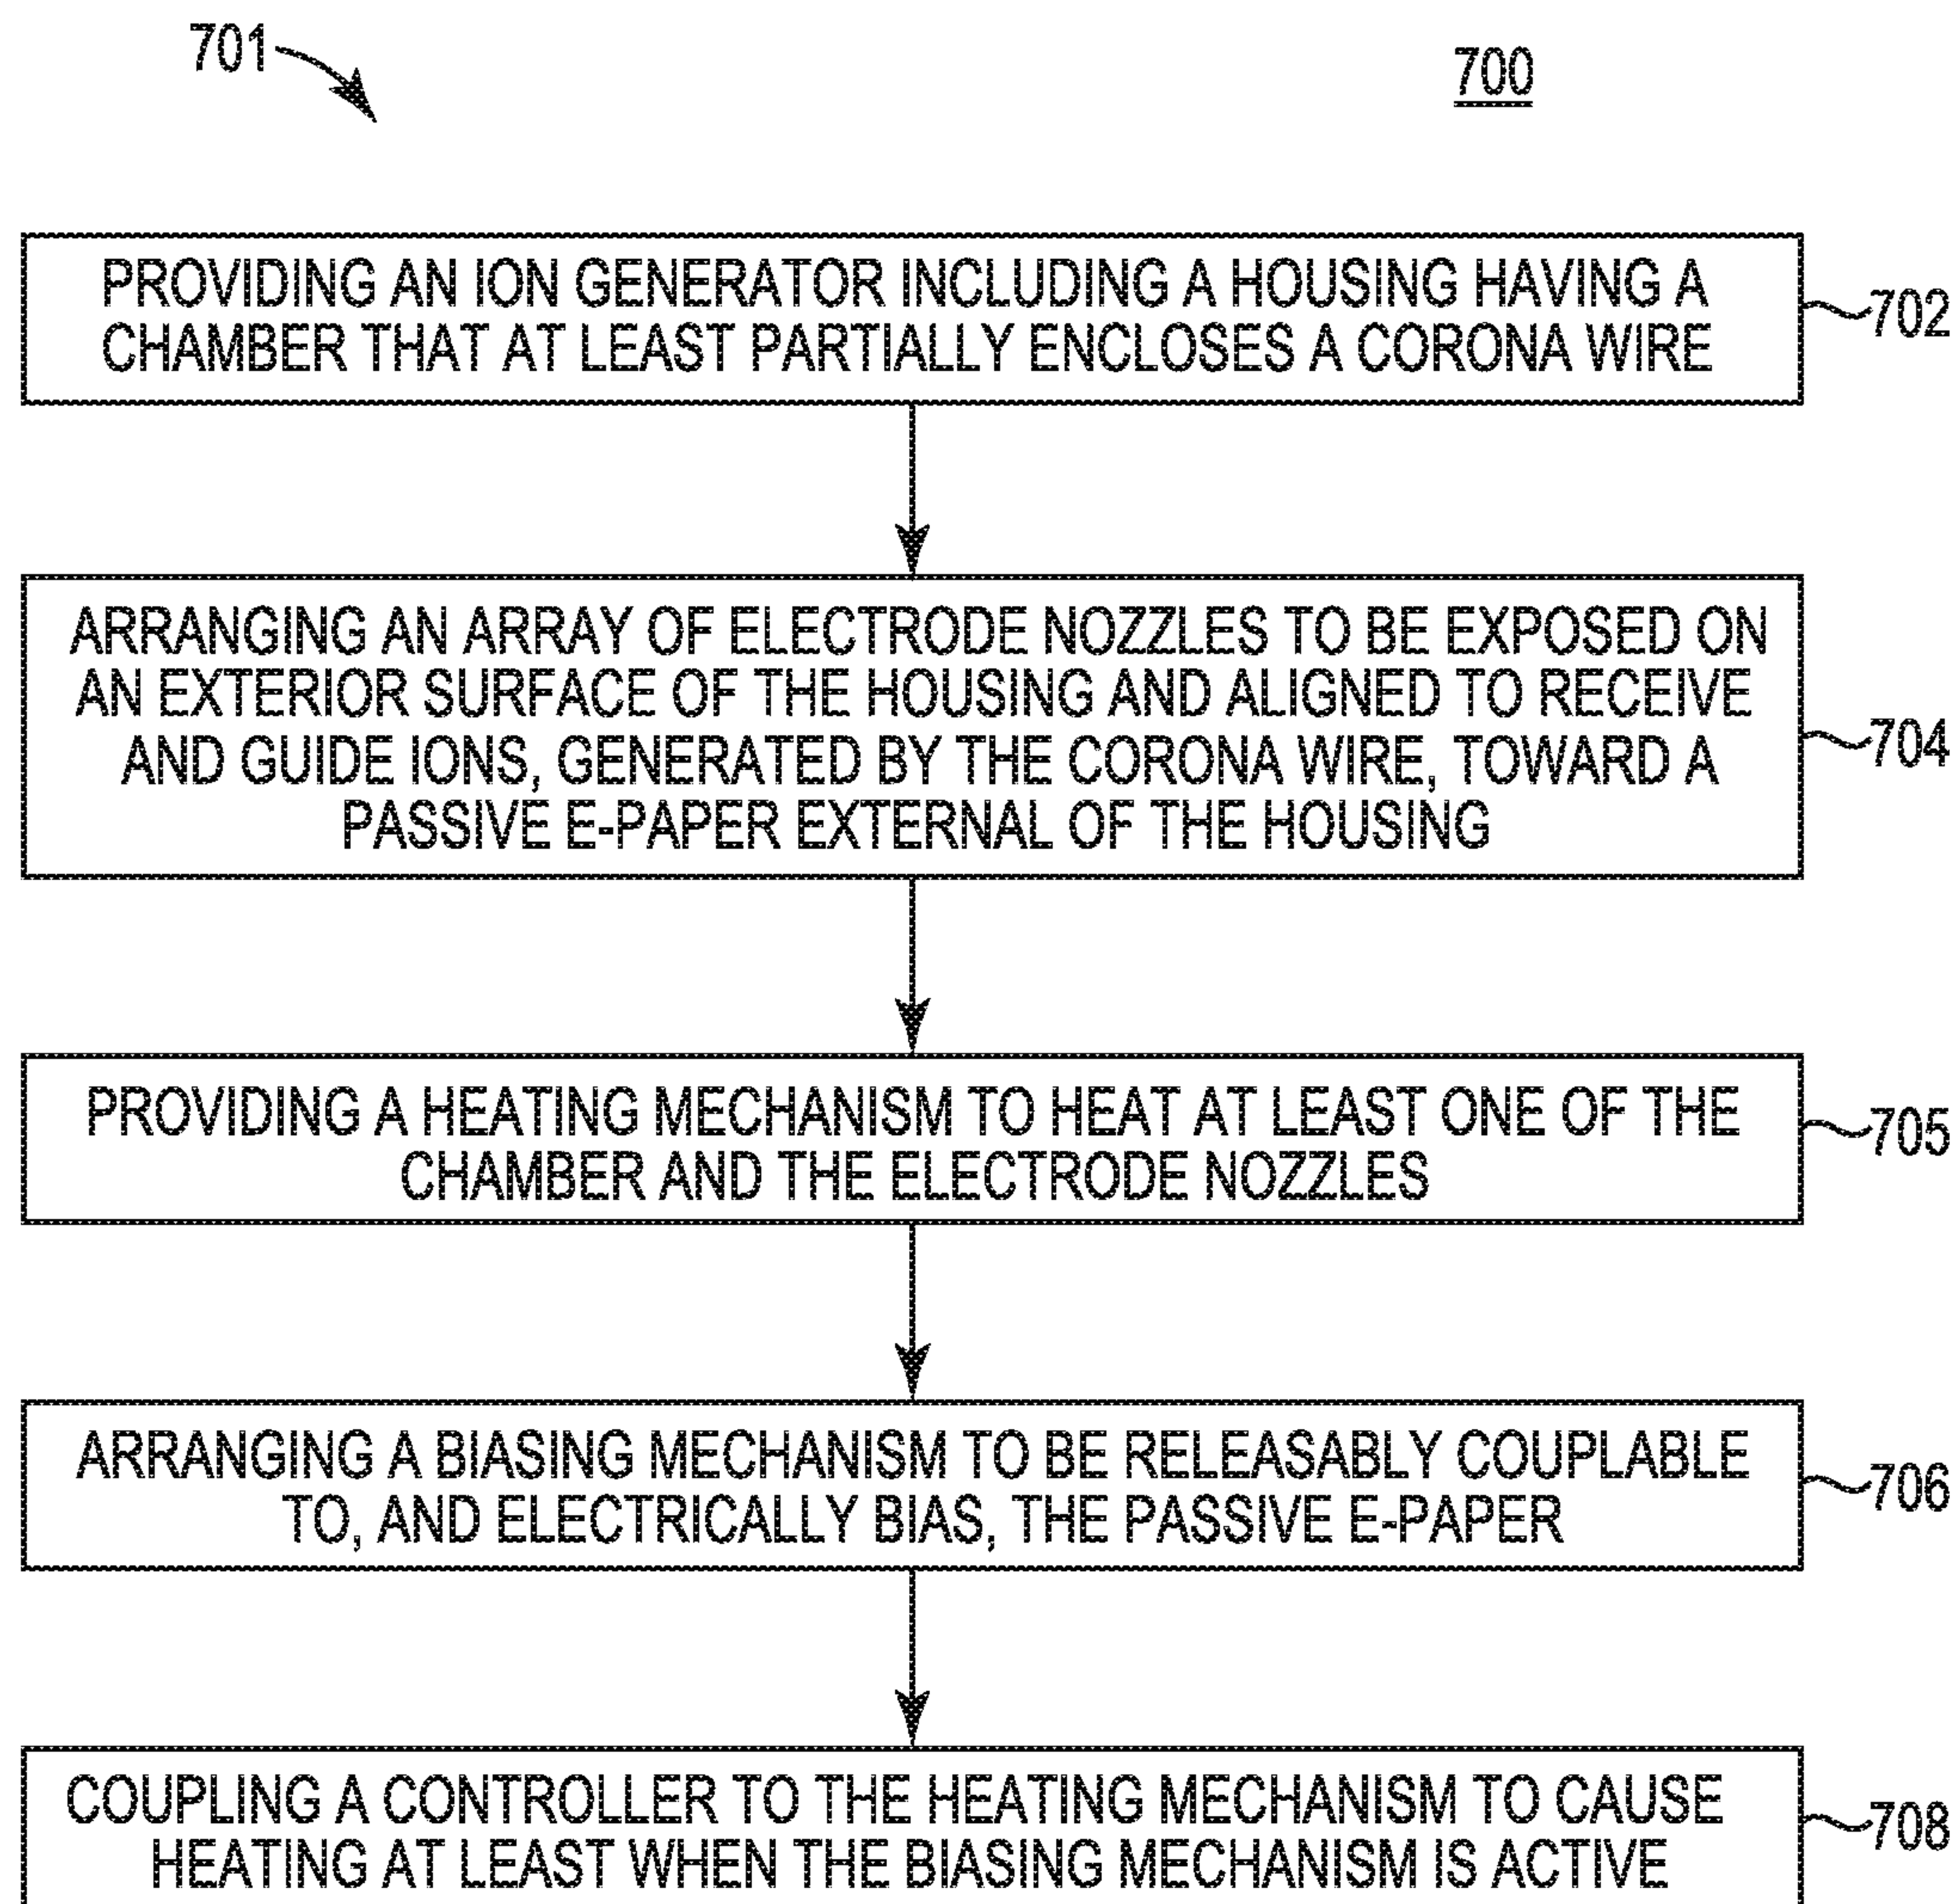 701
700
PROVIDING AN ION GENERATOR INCLUDING A HOUSING HAVING A
CHAMBER THAT AT LEAST PARTIALLY ENCLOSES A CORONA WIRE
702
ARRANGING AN ARRAY OF ELECTRODE NOZZLES TO BE EXPOSED ON
AN EXTERIOR SURFACE OF THE HOUSING AND ALIGNED TO RECEIVE
AND GUIDE IONS, GENERATED BY THE CORONA WIRE, TOWARD A
PASSIVE E-PAPER EXTERNAL OF THE HOUSING
704
PROVIDING A HEATING MECHANISM TO HEAT AT LEAST ONE OF THE
CHAMBER AND THE ELECTRODE NOZZLES
705
ARRANGING A BIASING MECHANISM TO BE RELEASABLY COUPLABLE
TO, AND ELECTRICALLY BIAS, THE PASSIVE E-PAPER
706
COUPLING A CONTROLLER TO THE HEATING MECHANISM TO CAUSE
HEATING AT LEAST WHEN THE BIASING MECHANISM IS ACTIVE
708